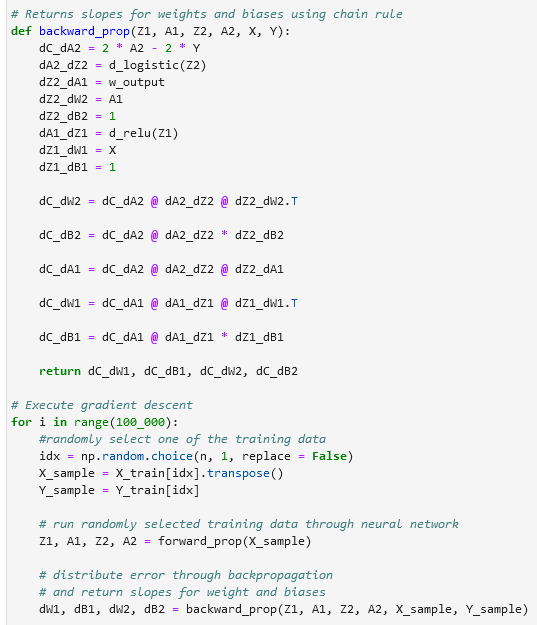 # Returns slopes for weights and biases using chain rule
def backward_prop(Z1, A1, Z2, A2, X, Y):
    dC_dA2 = 2 * A2 - 2 * Y
    dA2_dZ2 = d_logistic(Z2)
    dZ2_dA1 = w_output
    dZ2_dW2 = A1
    dZ2_dB2 = 1
    dA1_dZ1 = d_relu(Z1)
    dZ1_dW1 = X
    dZ1_dB1 = 1

    dC_dW2 = dC_dA2 @ dA2_dZ2 @ dZ2_dW2.T

    dC_dB2 = dC_dA2 @ dA2_dZ2 * dZ2_dB2

    dC_dA1 = dC_dA2 @ dA2_dZ2 @ dZ2_dA1

    dC_dW1 = dC_dA1 @ dA1_dZ1 @ dZ1_dW1.T

    dC_dB1 = dC_dA1 @ dA1_dZ1 * dZ1_dB1

    return dC_dW1, dC_dB1, dC_dW2, dC_dB2

# Execute gradient descent
for i in range(100_000):
    #randomly select one of the training data
    idx = np.random.choice(n, 1, replace = False)
    X_sample = X_train[idx].transpose()
    Y_sample = Y_train[idx]

    # run randomly selected training data through neural network
    Z1, A1, Z2, A2 = forward_prop(X_sample)

    # distribute error through backpropagation
    # and return slopes for weight and biases
    dW1, dB1, dW2, dB2 = backward_prop(Z1, A1, Z2, A2, X_sample, Y_sample)